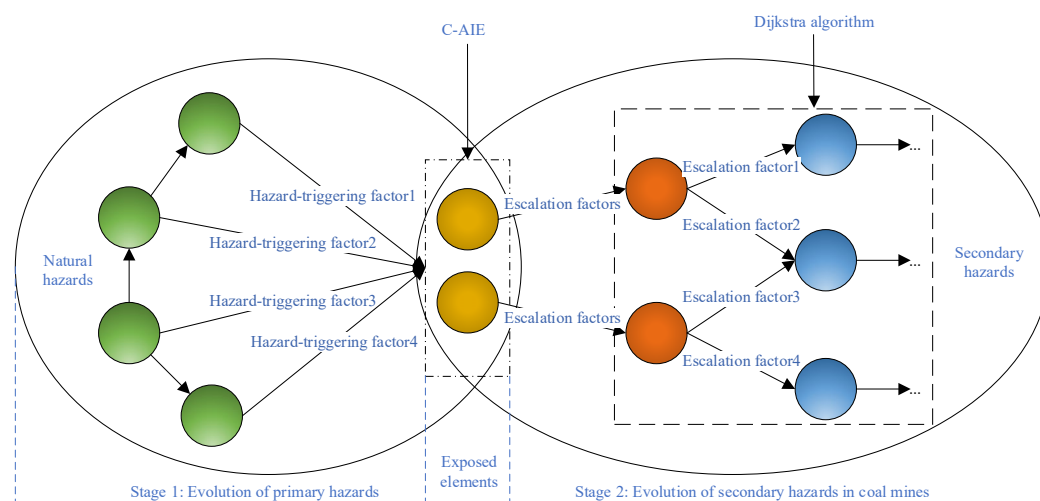 C-AIE
Dijkstra algorithm
Hazard-triggering factor1
Hazard-triggering factor2
Hazard-triggering factor3
Hazard-triggering factor4
Natural
hazards
Escalation factors
Escalation factors
Escalation factor1
Escalation factor2
Escalation factor3
Escalation factor4
...
...
...
Secondary
hazards
Stage 1: Evolution of primary hazards
Exposed
elements
Stage 2: Evolution of secondary hazards in coal mines